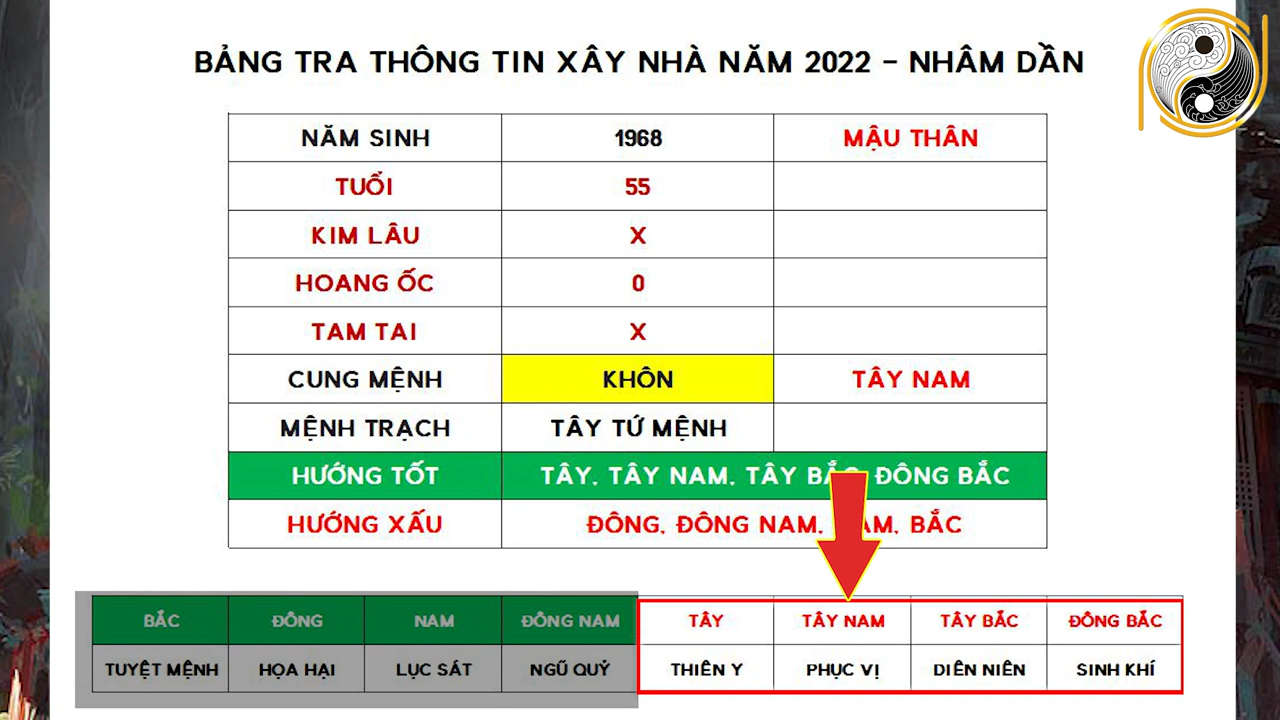 BẢNG TRA THÔNG TIN XÂY NHÀ NĂM 2022 - NHÂM DẦN
NĂM SINH 1968 MẬU THÂN
TUỔI 55
KIM LÂU X
HOANG ỐC 0
TAM TAI X
CUNG MỆNH KHÔN TÂY NAM
MỆNH TRẠCH TÂY TỨ MỆNH
HƯỚNG TỐT TÂY, TÂY NAM, TÂY BẮC, ĐÔNG BẮC
HƯỚNG XẤU ĐÔNG, ĐÔNG NAM, NAM, BẮC
BẮC ĐÔNG NAM ĐÔNG NAM TÂY TÂY NAM TÂY BẮC ĐÔNG BẮC
TUYỆT MỆNH HỌA HẠI LỤC SÁT NGŨ QUỶ THIÊN Y PHỤC VỊ DIÊN NIÊN SINH KHÍ